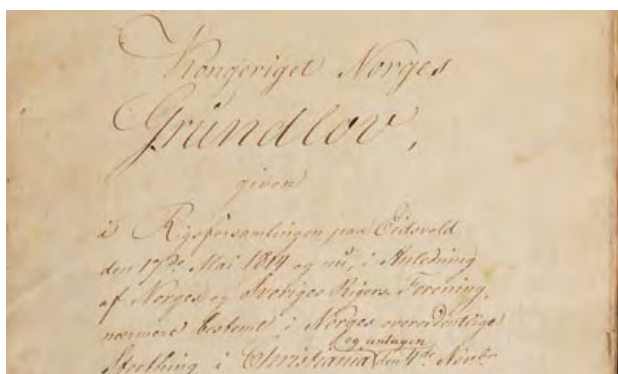 Kongeriget Norges
Grundlov,
given
i Rigsforsamlingen paa Eidsvold
den 17de Mai 1814 og nu, i Anledning
af Norges og Sveriges Rigers Forening,
nærmere bestemt i Norges overordentlige
Storthing i Christiania og antagen den 4de Novbr